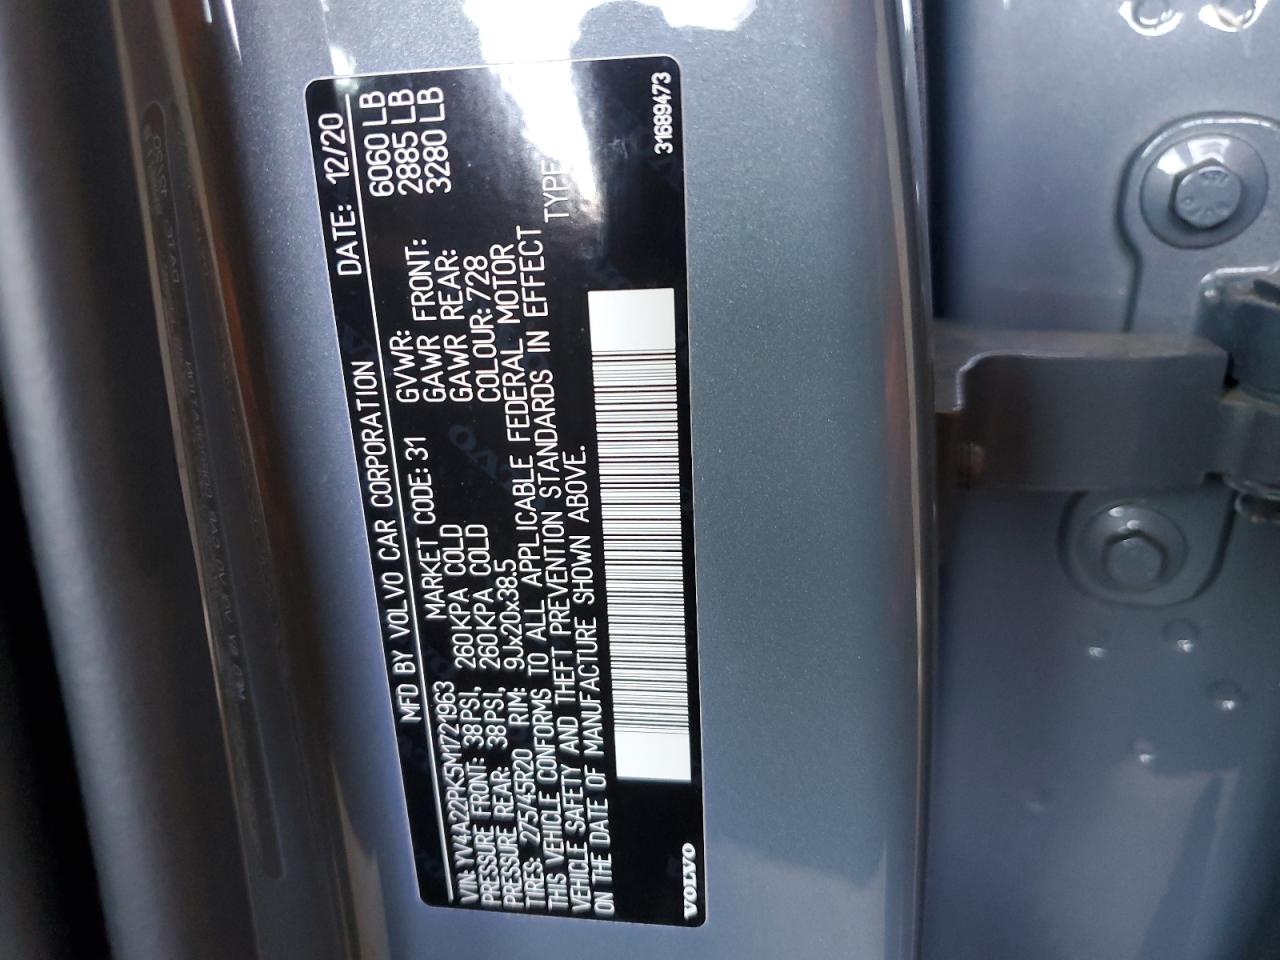 MFD BY VOLVO CAR CORPORATION DATE: 12/20
VIN: YV4A22PK5M1721963 MARKET CODE: 31 GVWR: 6060 LB
PRESSURE FRONT: 38PSI, 260KPA COLD GAWR FRONT: 2885 LB
PRESSURE REAR: 38PSI, 260KPA COLD GAWR REAR: 3280 LB
TIRES: 275/45R20 RIM: 9Jx20x38.5 COLOUR: 728
THIS VEHICLE CONFORMS TO ALL APPLICABLE FEDERAL MOTOR
VEHICLE SAFETY AND THEFT PREVENTION STANDARDS IN EFFECT
ON THE DATE OF MANUFACTURE SHOWN ABOVE. TYPE
VOLVO 31689473